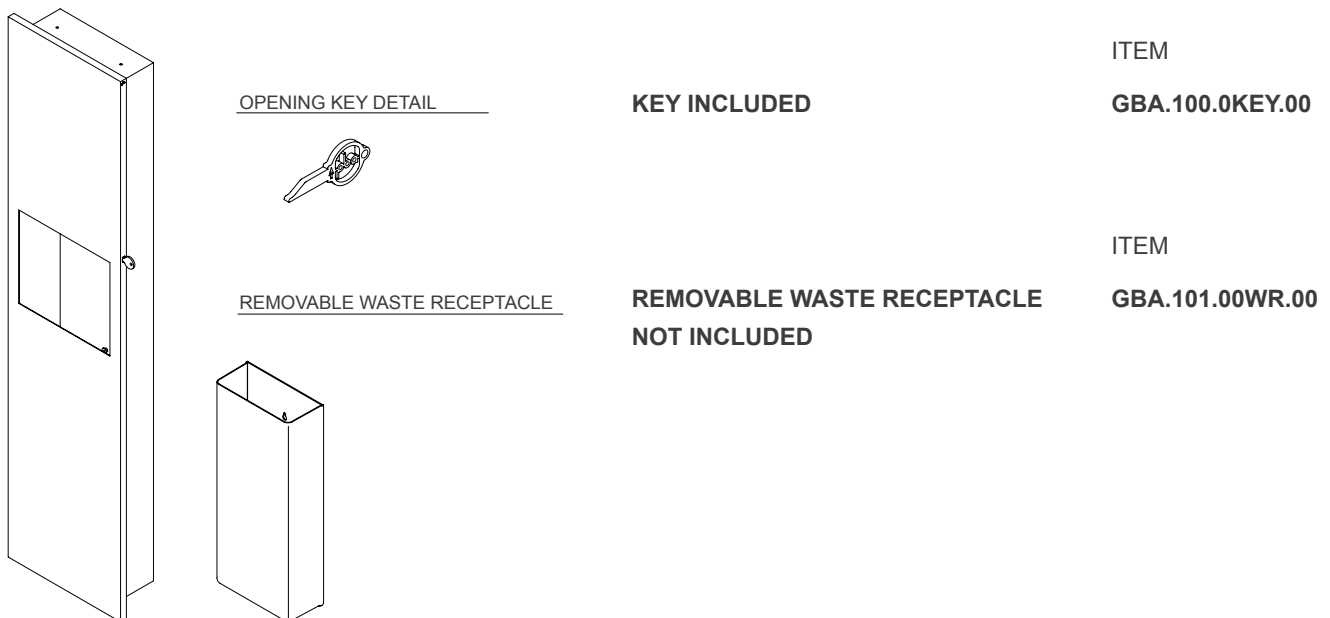 ITEM
OPENING KEY DETAIL
KEY INCLUDED
GBA.100.0KEY.00
ITEM
REMOVABLE WASTE RECEPTACLE
REMOVABLE WASTE RECEPTACLE
GBA.101.00WR.00
NOT INCLUDED